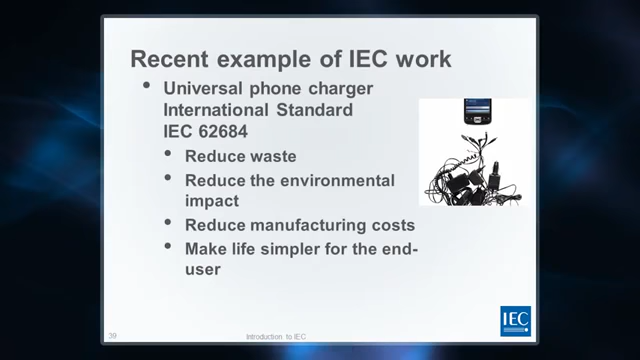 Recent example of IEC work
• Universal phone charger
International Standard
IEC 62684
• Reduce waste
• Reduce the environmental
impact
• Reduce manufacturing costs
• Make life simpler for the end-
user
39
Introduction to IEC
IEC